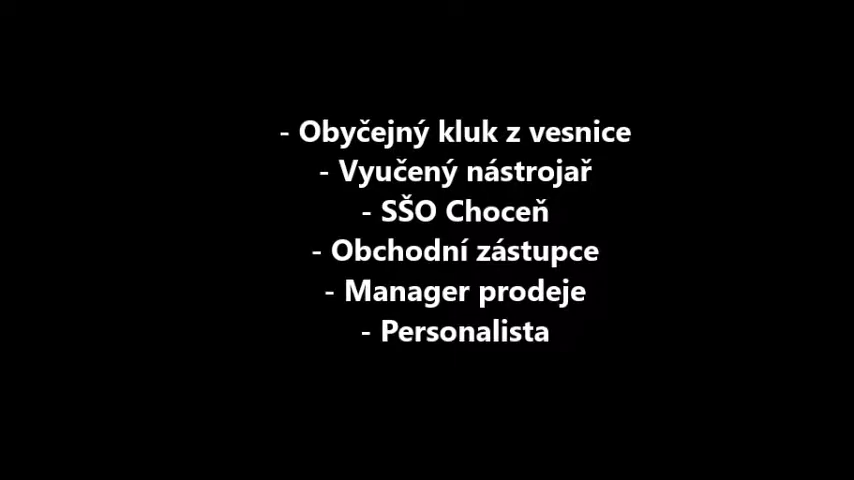 - Obyčejný kluk z vesnice
- Vyučený nástrojař
- SŠO Choceň
- Obchodní zástupce
- Manager prodeje
- Personalista